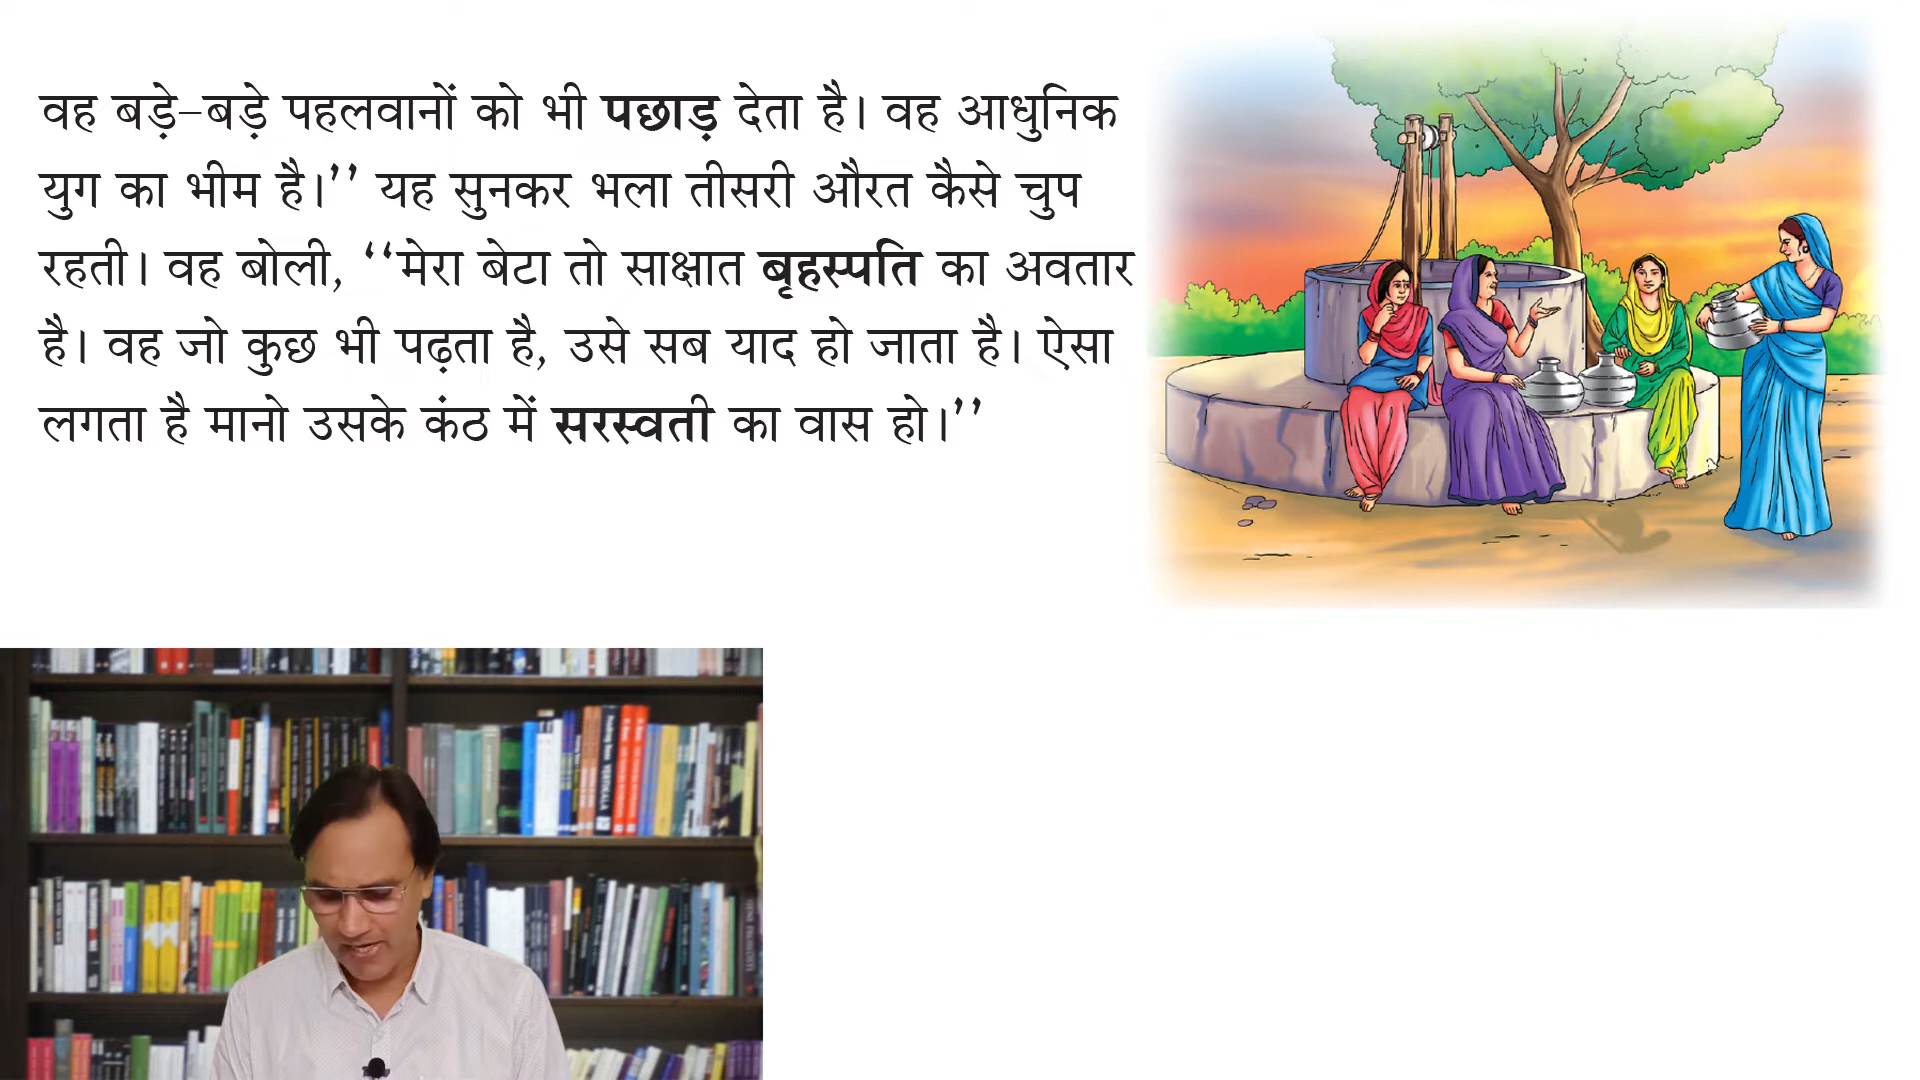 वह बड़े-बड़े पहलवानों को भी पछाड़ देता है। वह आधुनिक
युग का भीम है।’’ यह सुनकर भला तीसरी औरत कैसे चुप
रहती। वह बोली, ‘‘मेरा बेटा तो साक्षात बृहस्पति का अवतार
है। वह जो कुछ भी पढ़ता है, उसे सब याद हो जाता है। ऐसा
लगता है मानो उसके कंठ में सरस्वती का वास हो।’’